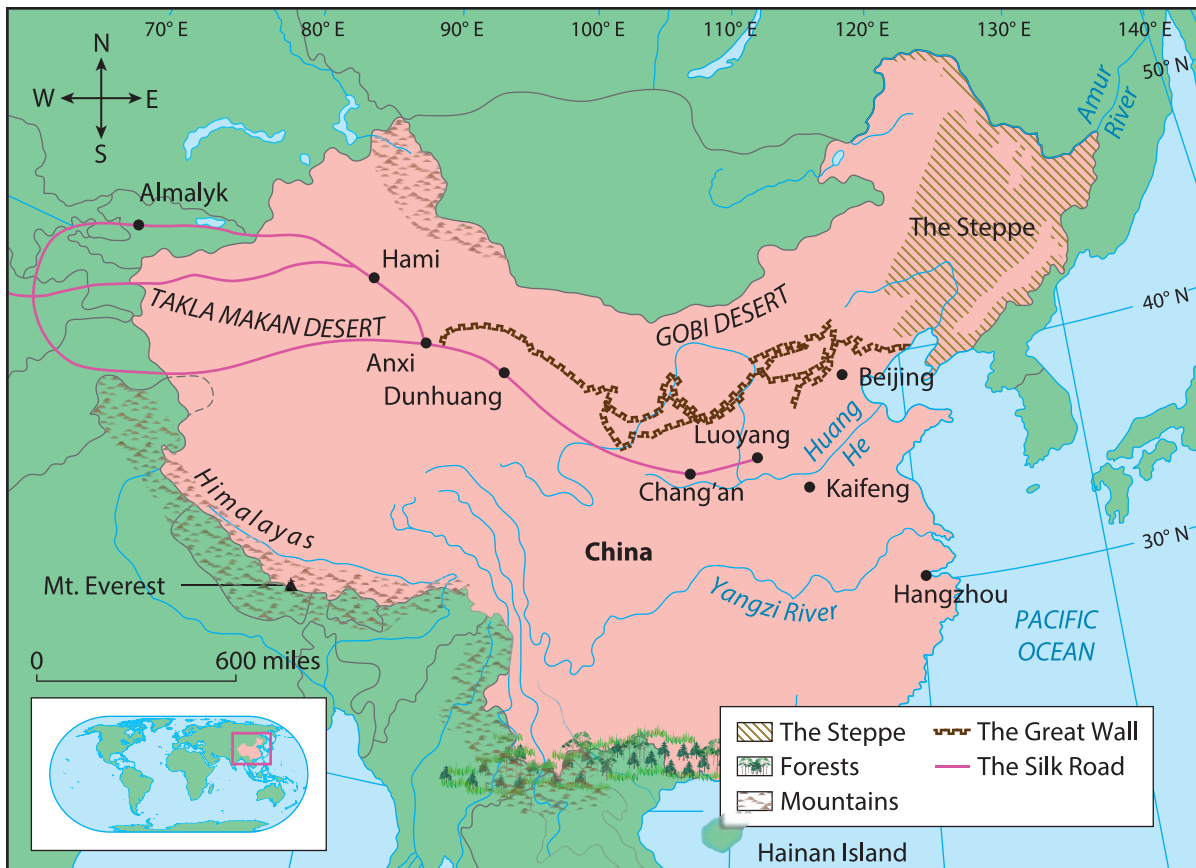 70° E
80° E
90° E
100° E
110° E
120° E
130° E
140° E
50° N
N
W
E
S
Amur
River
Almalyk
The Steppe
Hami
TAKLA MAKAN DESERT
GOBI DESERT
40° N
Anxi
Dunhuang
Beijing
Luoyang
Huang
He
Chang’an
Kaifeng
Himalayas
China
30° N
Mt. Everest
Yangzi River
Hangzhou
PACIFIC
OCEAN
0
600 miles
The Steppe
The Great Wall
Forests
The Silk Road
Mountains
Hainan Island